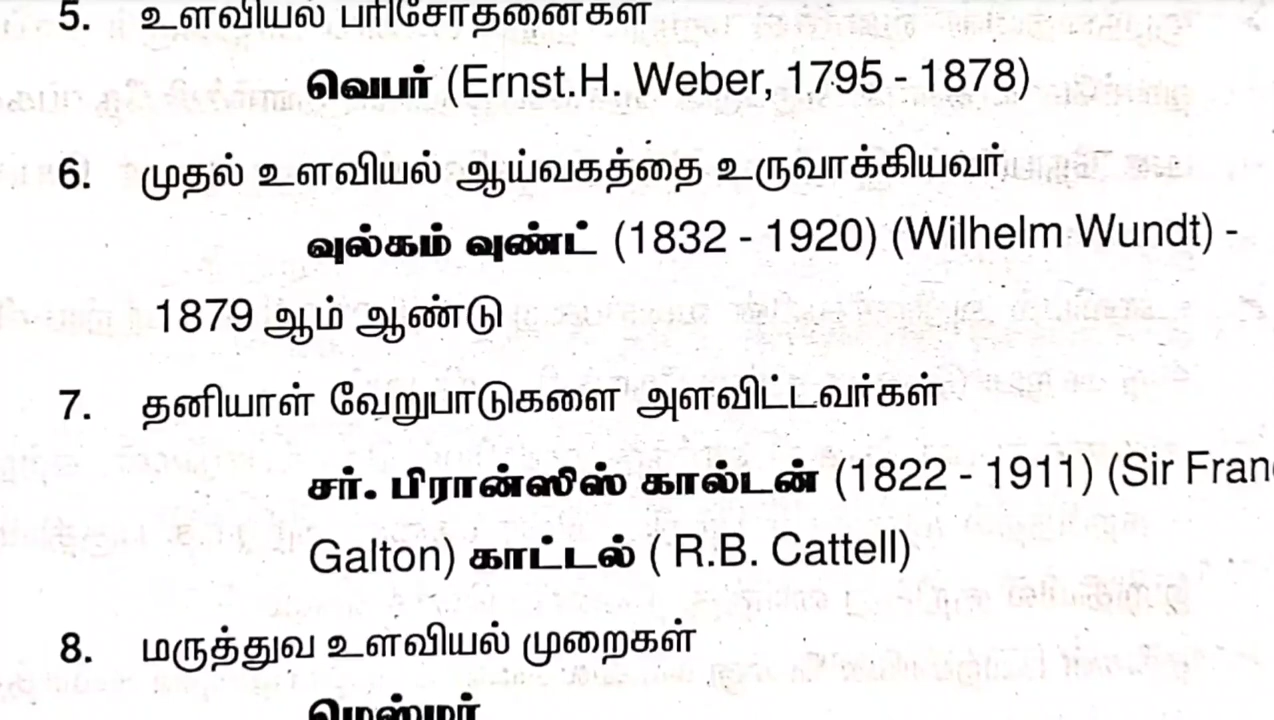 5. உளவியல் பரிசோதனைகள்
வெபர் (Ernst.H. Weber, 1795 - 1878)
6. முதல் உளவியல் ஆய்வகத்தை உருவாக்கியவர்
வுல்கம் வுண்ட் (1832 - 1920) (Wilhelm Wundt) -
1879 ஆம் ஆண்டு
7. தனியாள் வேறுபாடுகளை அளவிட்டவர்கள்
சர். பிரான்ஸிஸ் கால்டன் (1822 - 1911) (Sir Fran
Galton) காட்டல் ( R.B. Cattell)
8. மருத்துவ உளவியல் முறைகள்
மெஸ்மர்